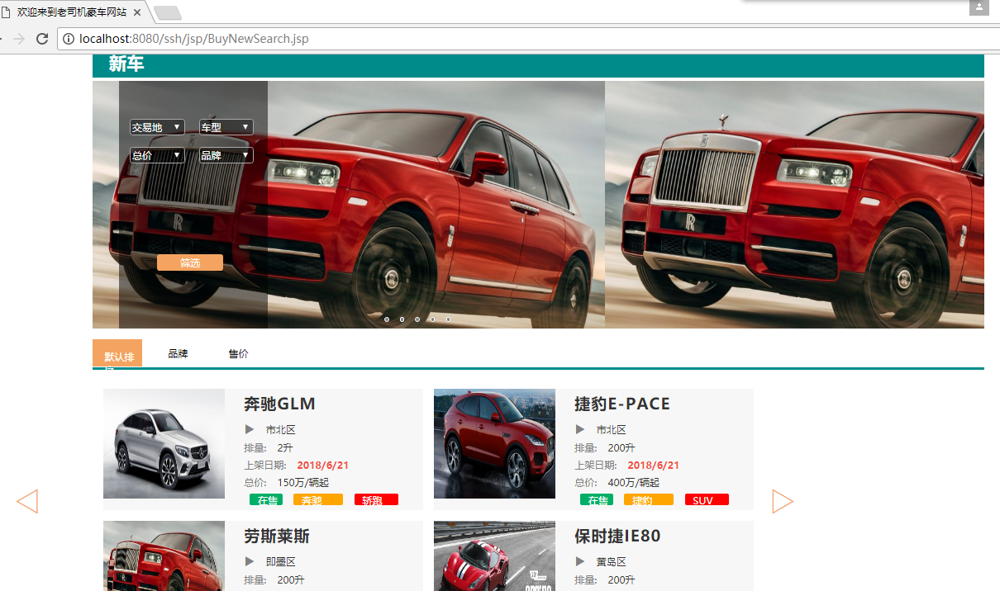 欢迎来到老司机豪车网站
localhost:8080/ssh/jsp/BuyNewSearch.jsp
新车
交易地 车型
总价 品牌
筛选
默认排序 品牌 售价
奔驰GLM
市北区
排量: 2升
上架日期: 2018/6/21
总价: 150万/辆起
在售 奔驰 轿跑
捷豹E-PACE
市北区
排量: 200升
上架日期: 2018/6/21
总价: 400万/辆起
在售 捷豹 SUV
劳斯莱斯
即墨区
排量: 200升
保时捷IE80
黄岛区
排量: 200升